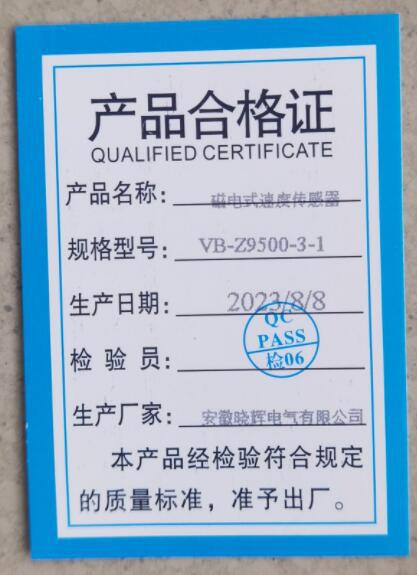 产品合格证
QUALIFIED CERTIFICATE
产品名称: 磁电式速度传感器
规格型号: VB-Z9500-3-1
生产日期: 2023/8/8
QC
PASS
检验员: 检06
生产厂家: 安徽晓辉电气有限公司
本产品经检验符合规定
的质量标准，准予出厂。